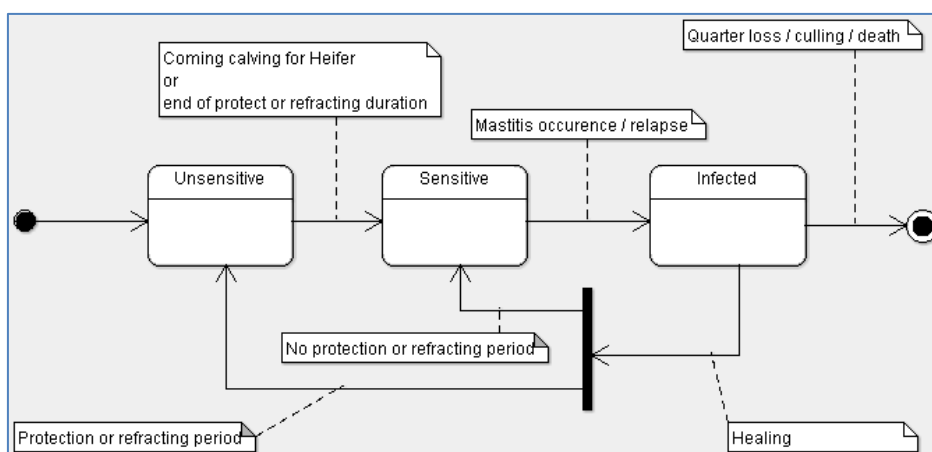 Quarter loss / culling / death
Coming calving for Heifer
or
end of protect or refracting duration
Mastitis occurence / relapse
Unsensitive
Sensitive
Infected
No protection or refracting period
Protection or refracting period
Healing